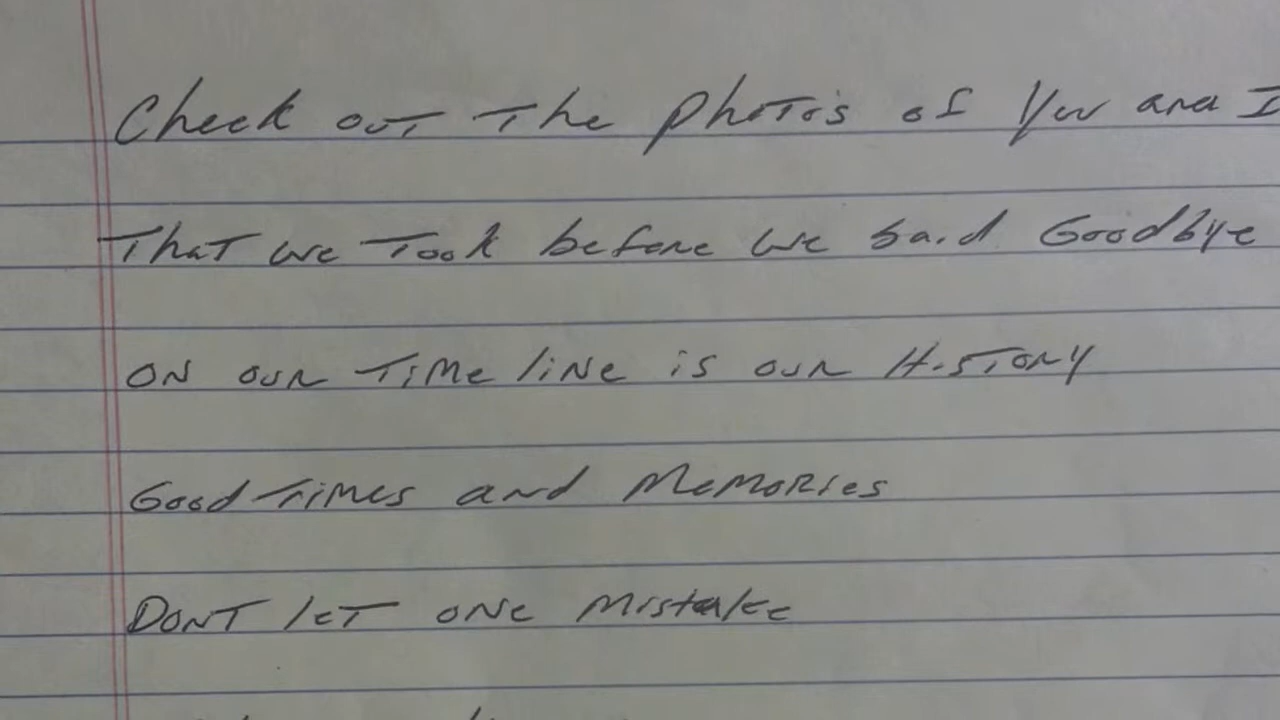 Check out the photo's of you and I
That we Took before we said Goodbye
ON our Time line is our History
Good Times and Memories
DONT let one Mistake